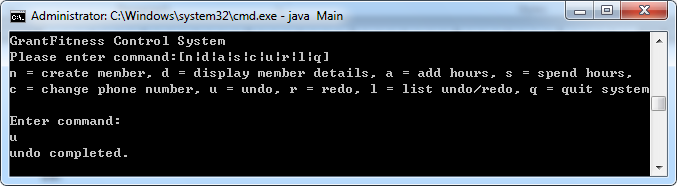 Administrator: C:\Windows\system32\cmd.exe - java Main
GrantFitness Control System
Please enter command:[n|d|a|s|c|u|r|l|q]
n = create member, d = display member details, a = add hours, s = spend hours,
c = change phone number, u = undo, r = redo, l = list undo/redo, q = quit system
Enter command:
u
undo completed.